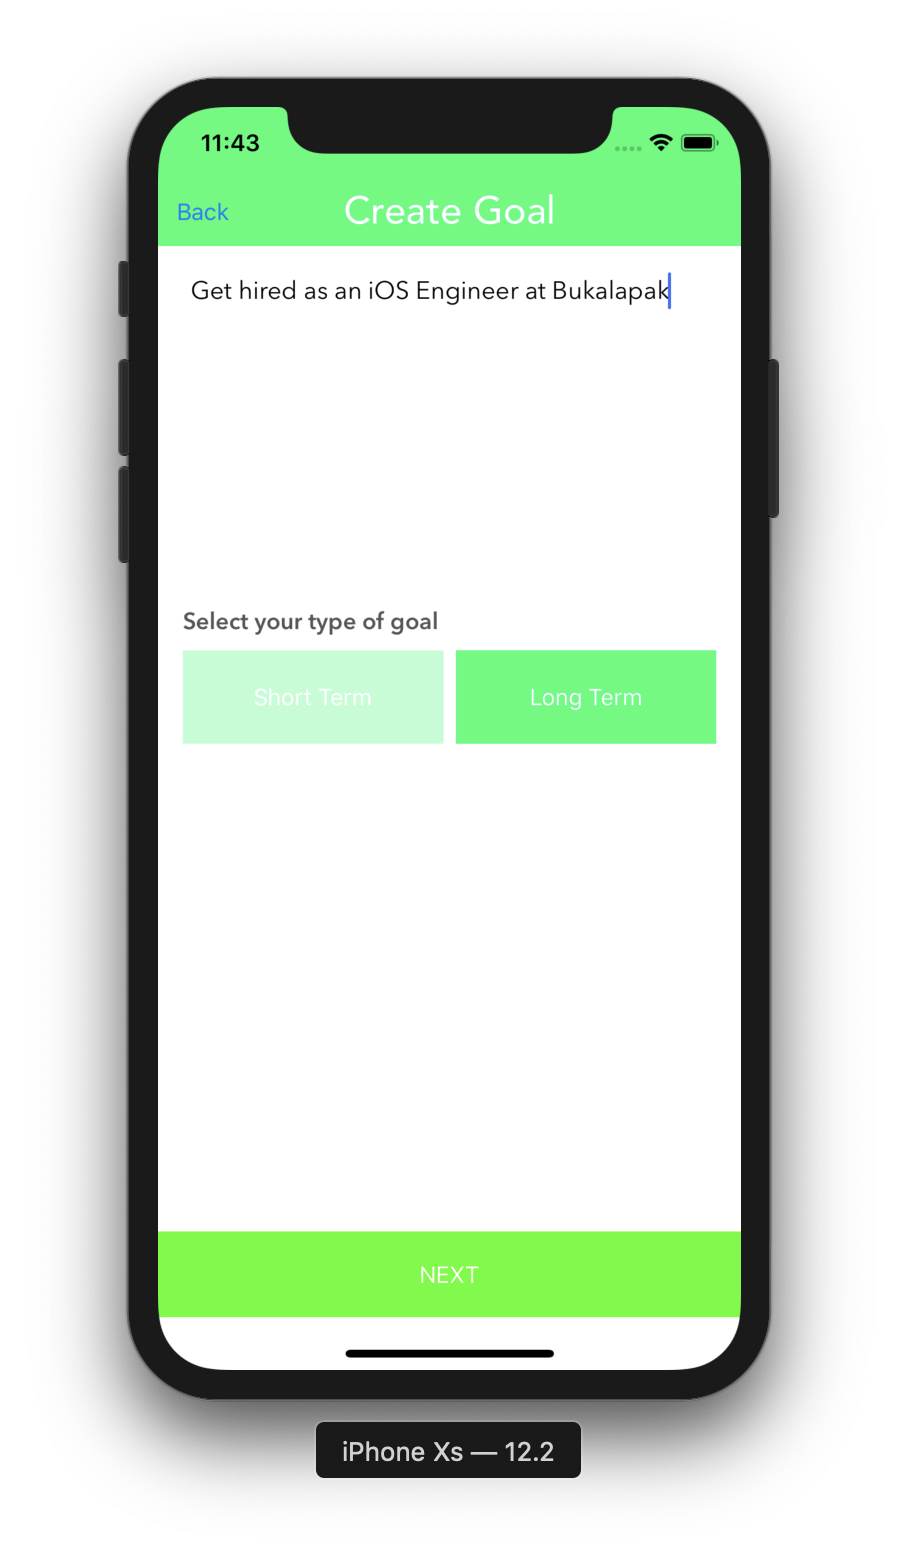 11:43
Back
Create Goal
Get hired as an iOS Engineer at Bukalapak
Select your type of goal
Short Term
Long Term
NEXT
iPhone Xs — 12.2